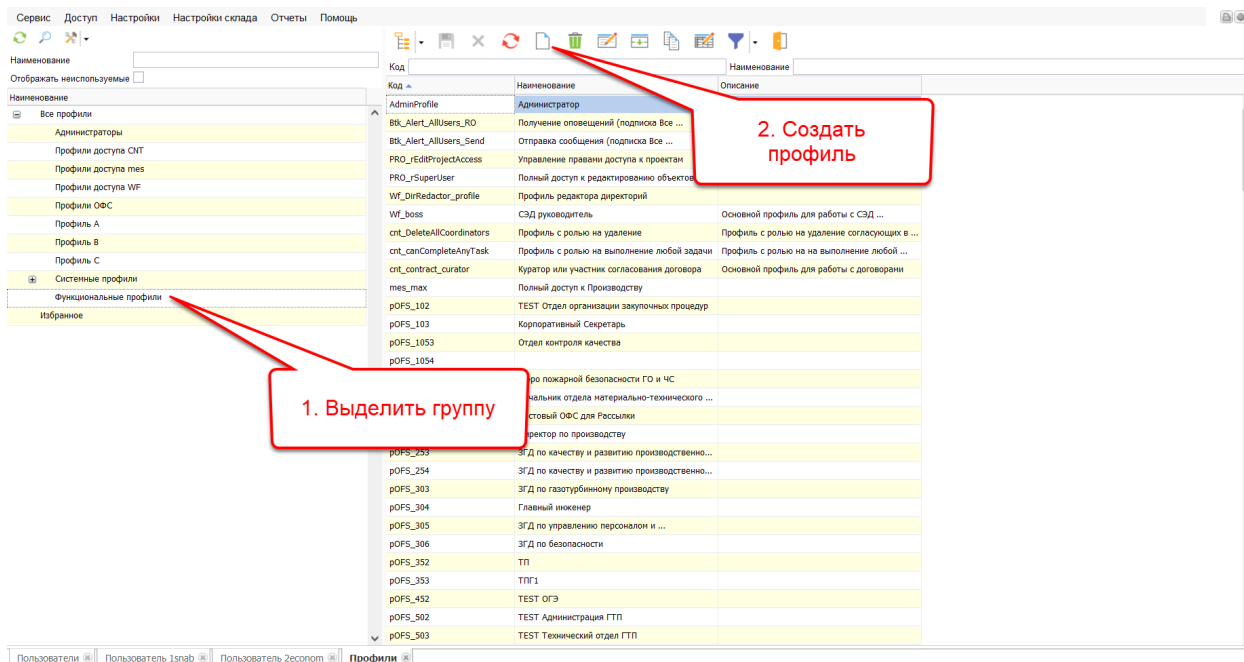 Сервис Доступ Настройки Настройки склада Отчеты Помощь
Наименование
Отображать неиспользуемые
Наименование
Все профили
Администраторы
Профили доступа CNT
Профили доступа mes
Профили доступа WF
Профили ОФС
Профиль A
Профиль B
Профиль C
Системные профили
Функциональные профили
Избранное
Код Наименование
Код Наименование Описание
AdminProfile Администратор
Btk_Alert_AllUsers_RO Получение оповещений (подписка Все ...
Btk_Alert_AllUsers_Send Отправка сообщения (подписка Все ...
PRO_rEditProjectAccess Управление правами доступа к проектам
PRO_rSuperUser Полный доступ к редактированию объектов
Wf_DirRedactor_profile Профиль редактора директорий
Wf_boss СЭД руководитель Основной профиль для работы с СЭД ...
cnt_DeleteAllCoordinators Профиль с ролью на удаление Профиль с ролью на удаление согласующих в ...
cnt_canCompleteAnyTask Профиль с ролью на выполнение любой задачи Профиль с ролью на на выполнение любой ...
cnt_contract_curator Куратор или участник согласования договора Основной профиль для работы с договорами
mes_max Полный доступ к Производству
pOFS_102 TEST Отдел организации закупочных процедур
pOFS_103 Корпоративный Секретарь
pOFS_1053 Отдел контроля качества
pOFS_1054
пожарной безопасности ГО и ЧС
отдела материально-технического ...
ОФС для Рассылки
по производству
pOFS_253 ЗГД по качеству и развитию производственно...
pOFS_254 ЗГД по качеству и развитию производственно...
pOFS_303 ЗГД по газотурбинному производству
pOFS_304 Главный инженер
pOFS_305 ЗГД по управлению персоналом и ...
pOFS_306 ЗГД по безопасности
pOFS_352 ТП
pOFS_353 ТПГ1
pOFS_452 TEST ОГЭ
pOFS_502 TEST Администрация ГТП
pOFS_503 TEST Технический отдел ГТП
1. Выделить группу
2. Создать
профиль
Пользователи Пользователь 1snab Пользователь 2econom Профили